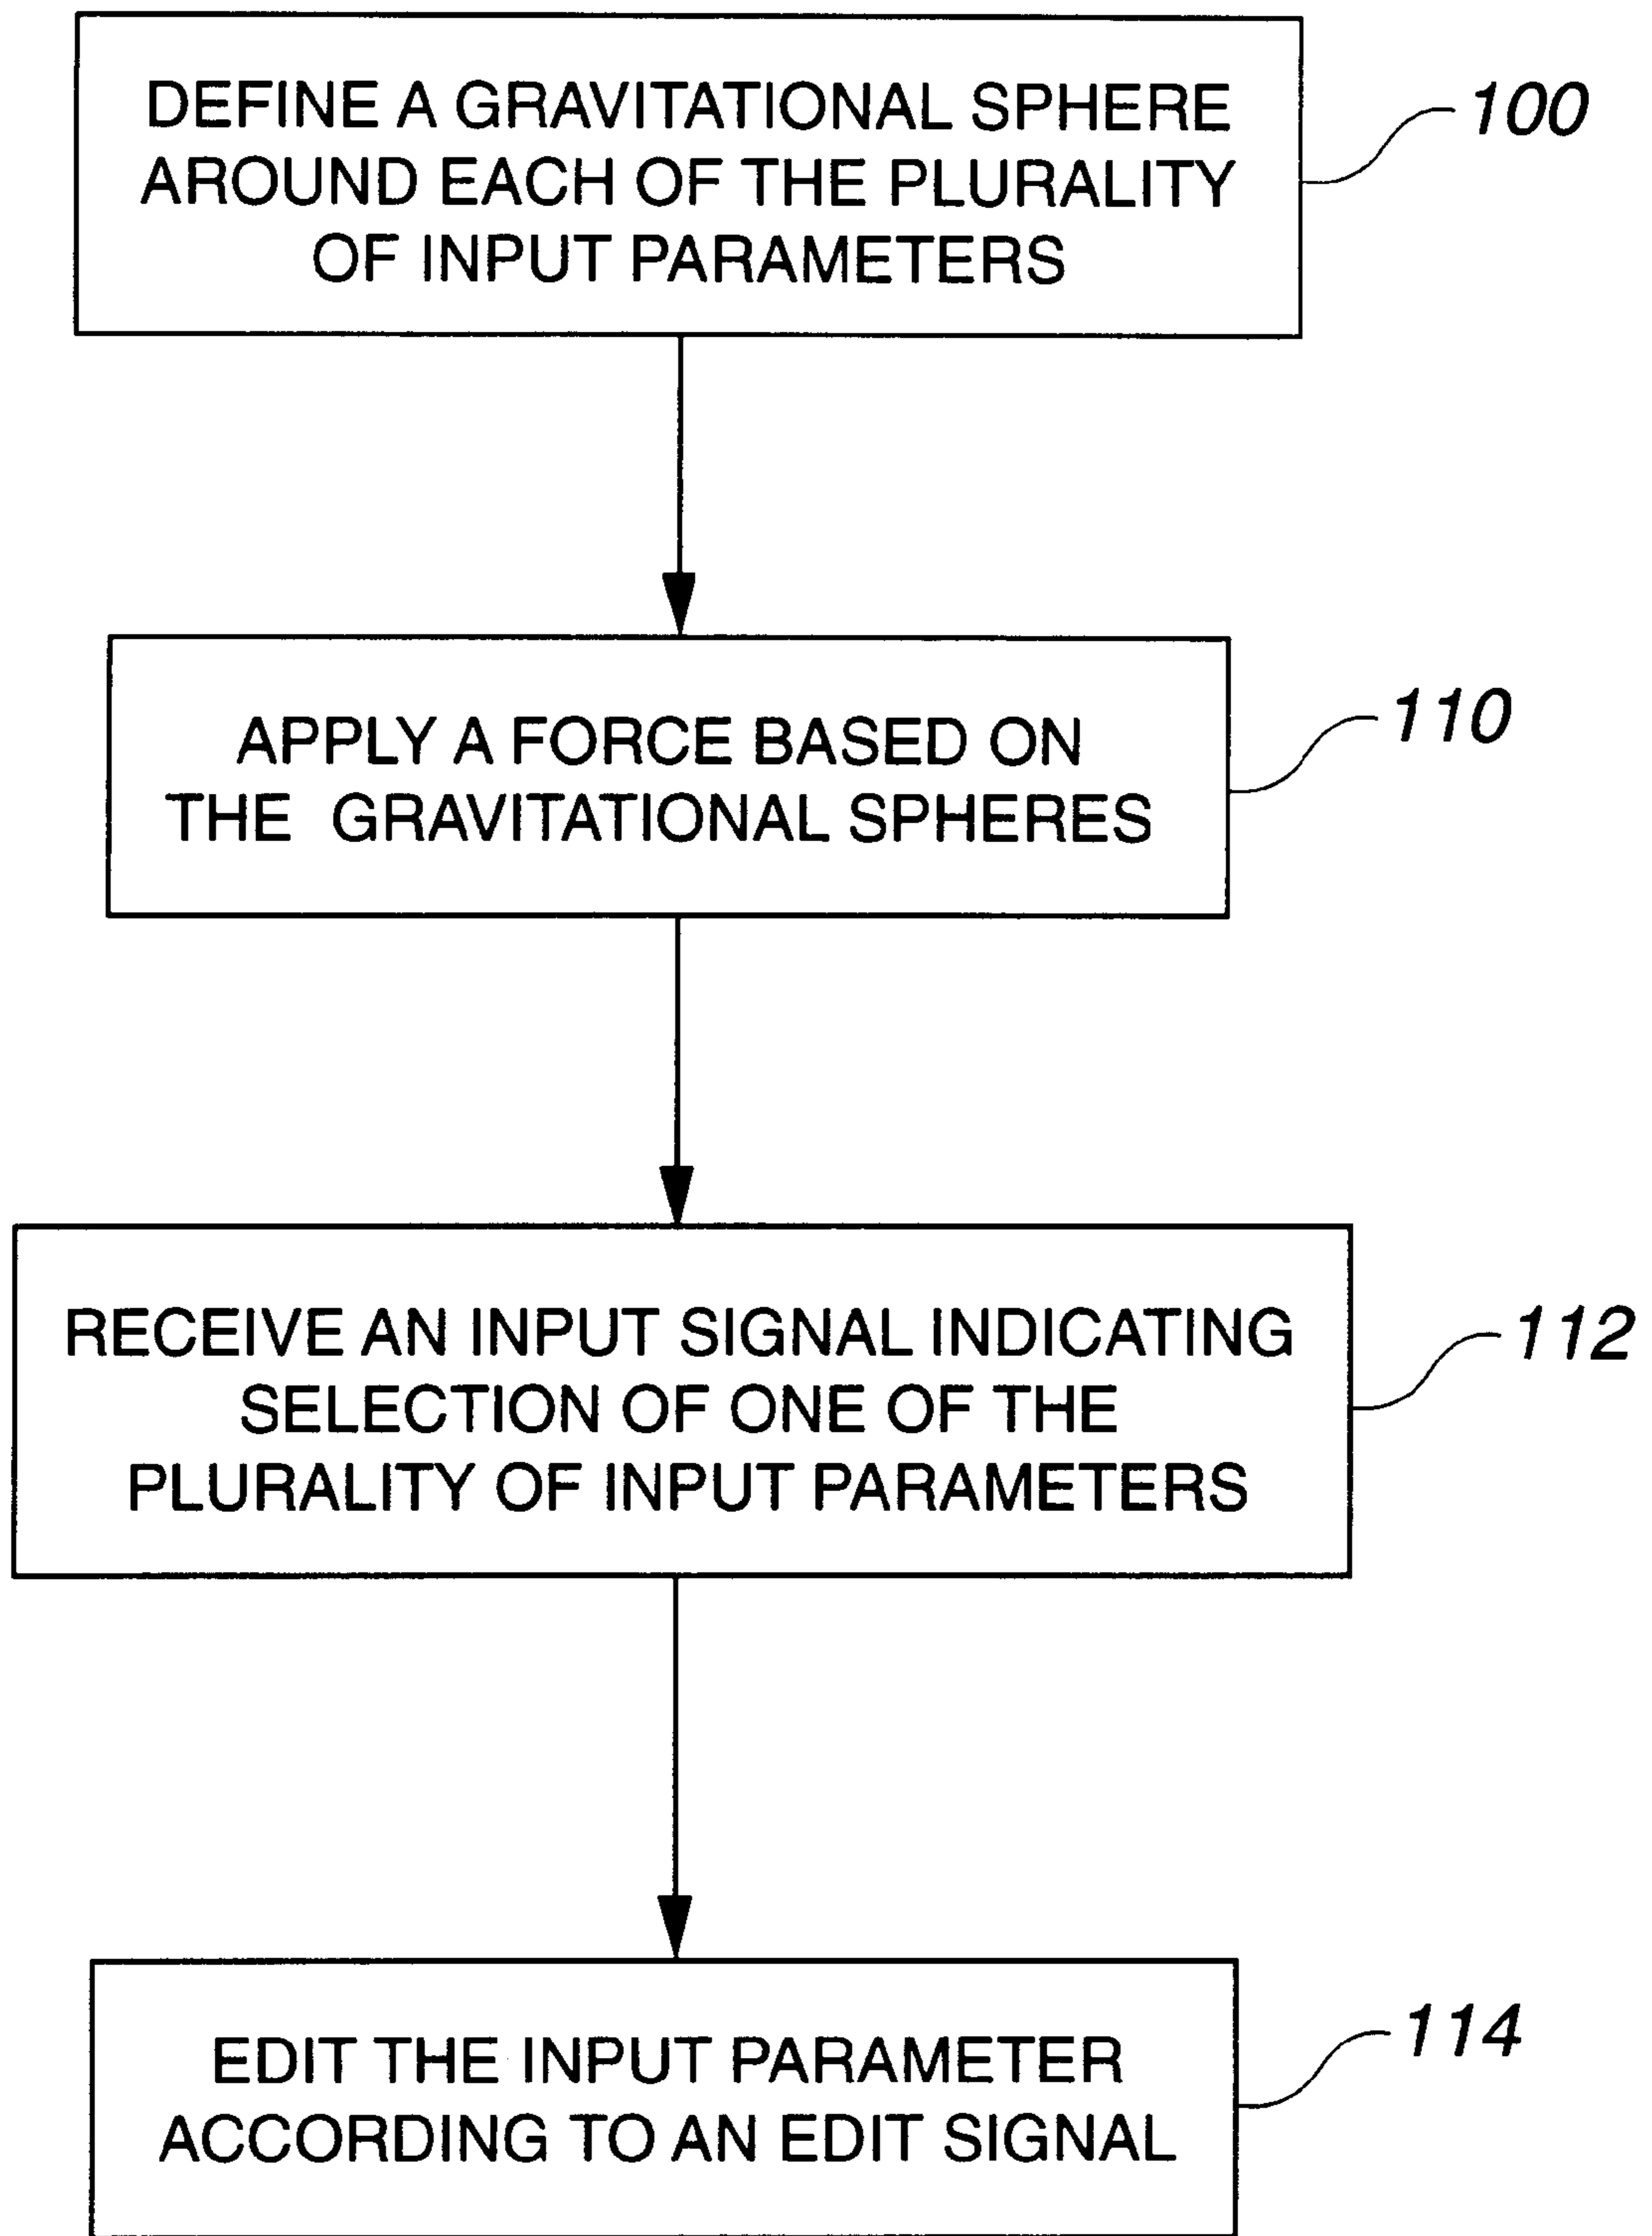 DEFINE A GRAVITATIONAL SPHERE
AROUND EACH OF THE PLURALITY
OF INPUT PARAMETERS
100
APPLY A FORCE BASED ON
THE GRAVITATIONAL SPHERES
110
RECEIVE AN INPUT SIGNAL INDICATING
SELECTION OF ONE OF THE
PLURALITY OF INPUT PARAMETERS
112
EDIT THE INPUT PARAMETER
ACCORDING TO AN EDIT SIGNAL
114